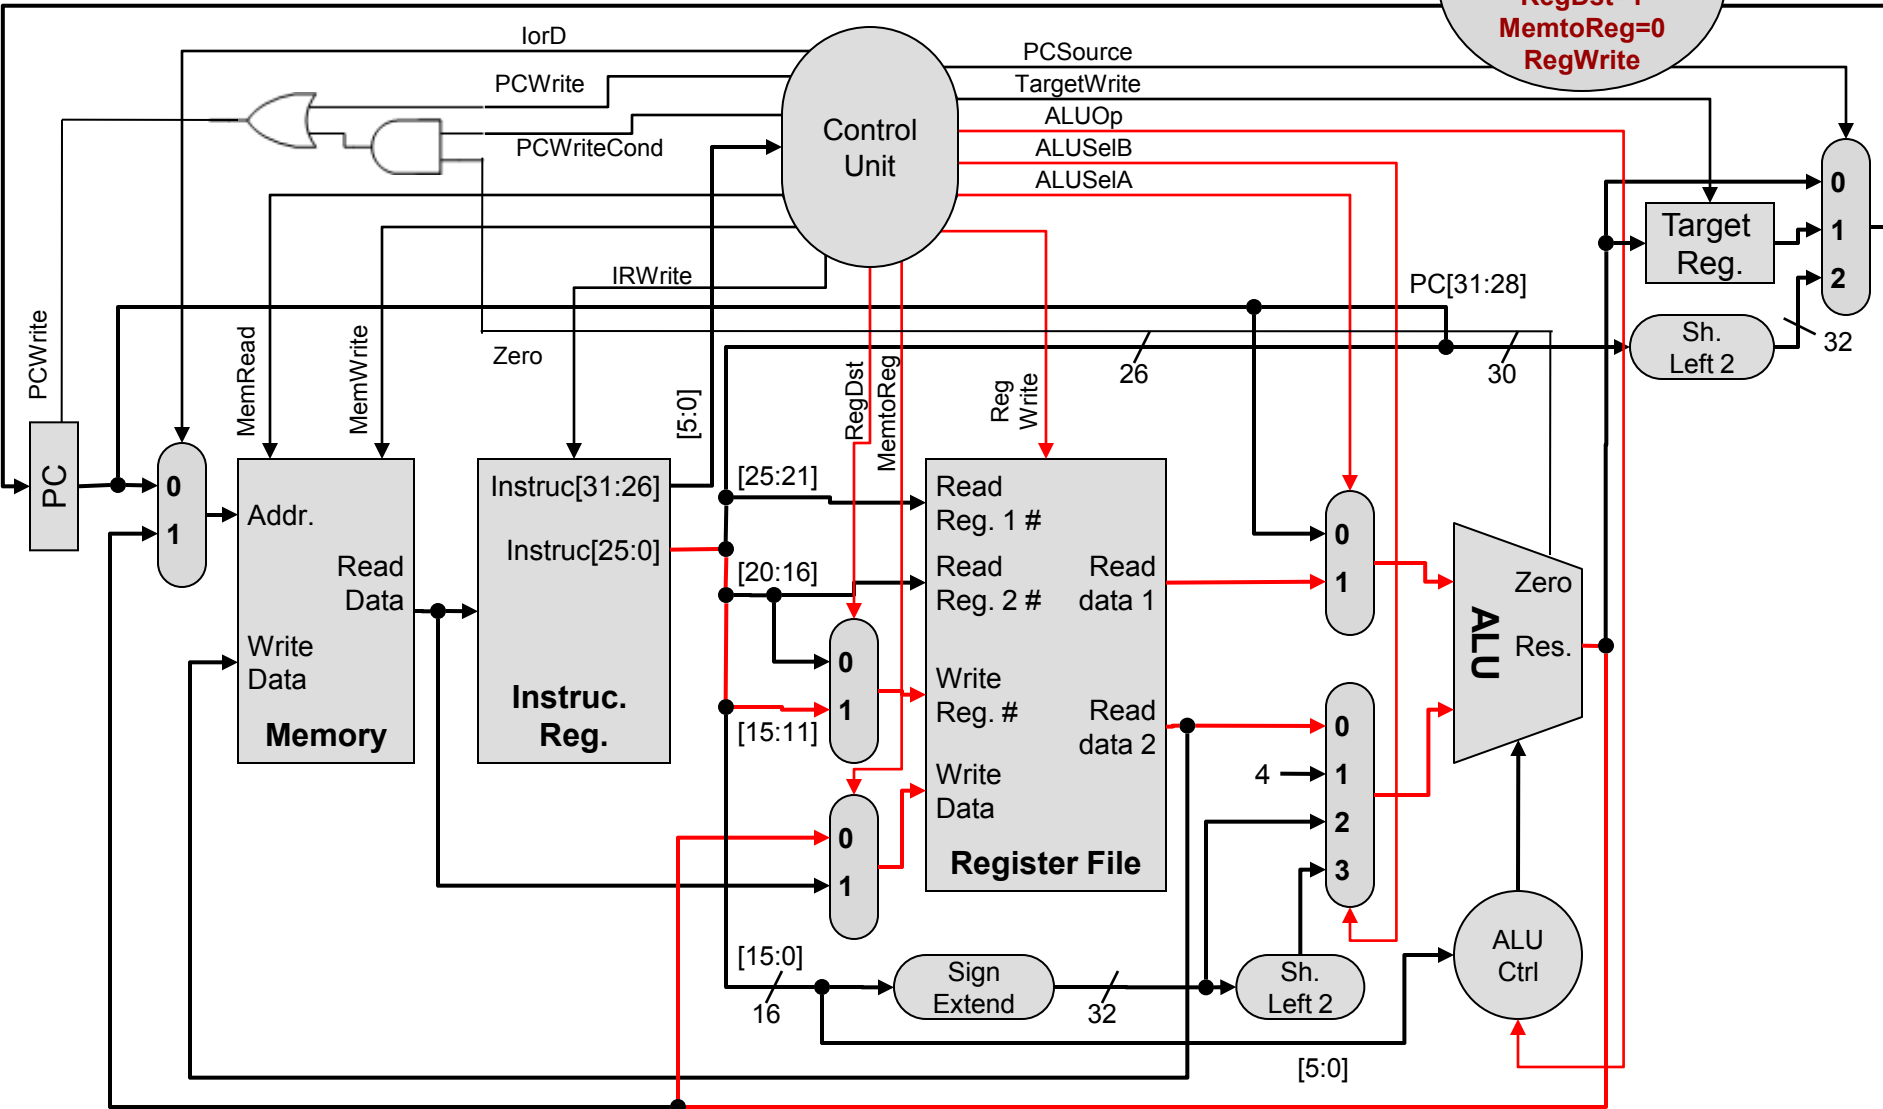 MemtoReg=0
RegWrite
IorD
PCSource
PCWrite
TargetWrite
ALUOp
PCWriteCond
ALUSelB
ALUSelA
Control
Unit
0
1
2
Target
Reg.
IRWrite
PC[31:28]
PCWrite
MemRead
MemWrite
Zero
RegDst
MemtoReg
Reg
Write
26
30
Sh.
Left 2
32
[5:0]
PC
0
1
Addr.
Read
Data
Write
Data
Memory
Instruc[31:26]
Instruc[25:0]
Instruc.
Reg.
[25:21]
[20:16]
[15:11]
0
1
0
1
Read
Reg. 1 #
Read
Reg. 2 #
Read
data 1
Write
Reg. #
Read
data 2
Write
Data
Register File
0
1
0
4
1
2
3
Zero
ALU
Res.
[15:0]
16
Sign
Extend
32
Sh.
Left 2
ALU
Ctrl
[5:0]